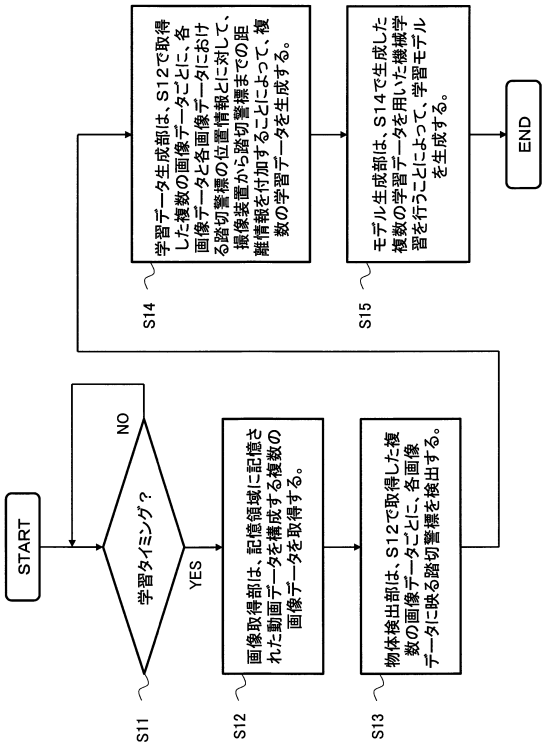 START
学習タイミング？
NO
YES
S11
画像取得部は、記憶領域に記憶さ
れた動画データを構成する複数の
画像データを取得する。
S12
物体検出部は、S12で取得した複
数の画像データごとに、各画像
データに映る踏切警標を検出する。
S13
学習データ生成部は、S12で取得
した複数の画像データごとに、各
画像データと各画像データにおけ
る踏切警標の位置情報とに対して、
撮像装置から踏切警標までの距
離情報を付加することによって、複
数の学習データを生成する。
S14
モデル生成部は、S14で生成した
複数の学習データを用いた機械学
習を行うことによって、学習モデル
を生成する。
S15
END